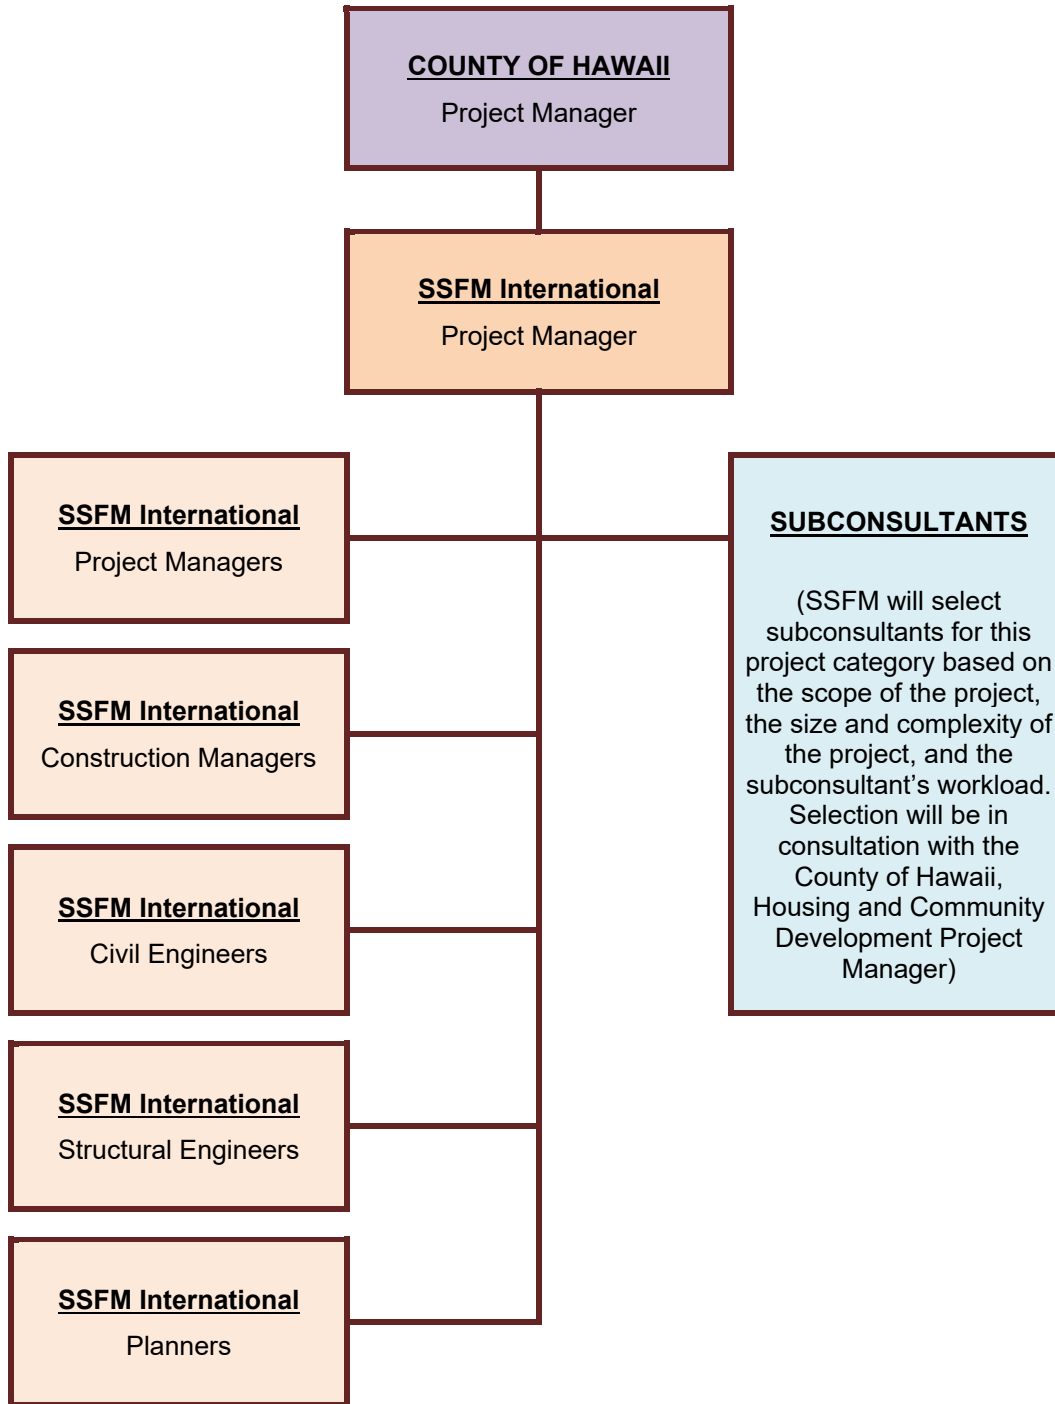 COUNTY OF HAWAII
Project Manager
SSFM International
Project Manager
SSFM International
Project Managers
SSFM International
Construction Managers
SSFM International
Civil Engineers
SSFM International
Structural Engineers
SSFM International
Planners
SUBCONSULTANTS
(SSFM will select
subconsultants for this
project category based on
the scope of the project,
the size and complexity of
the project, and the
subconsultant’s workload.
Selection will be in
consultation with the
County of Hawaii,
Housing and Community
Development Project
Manager)